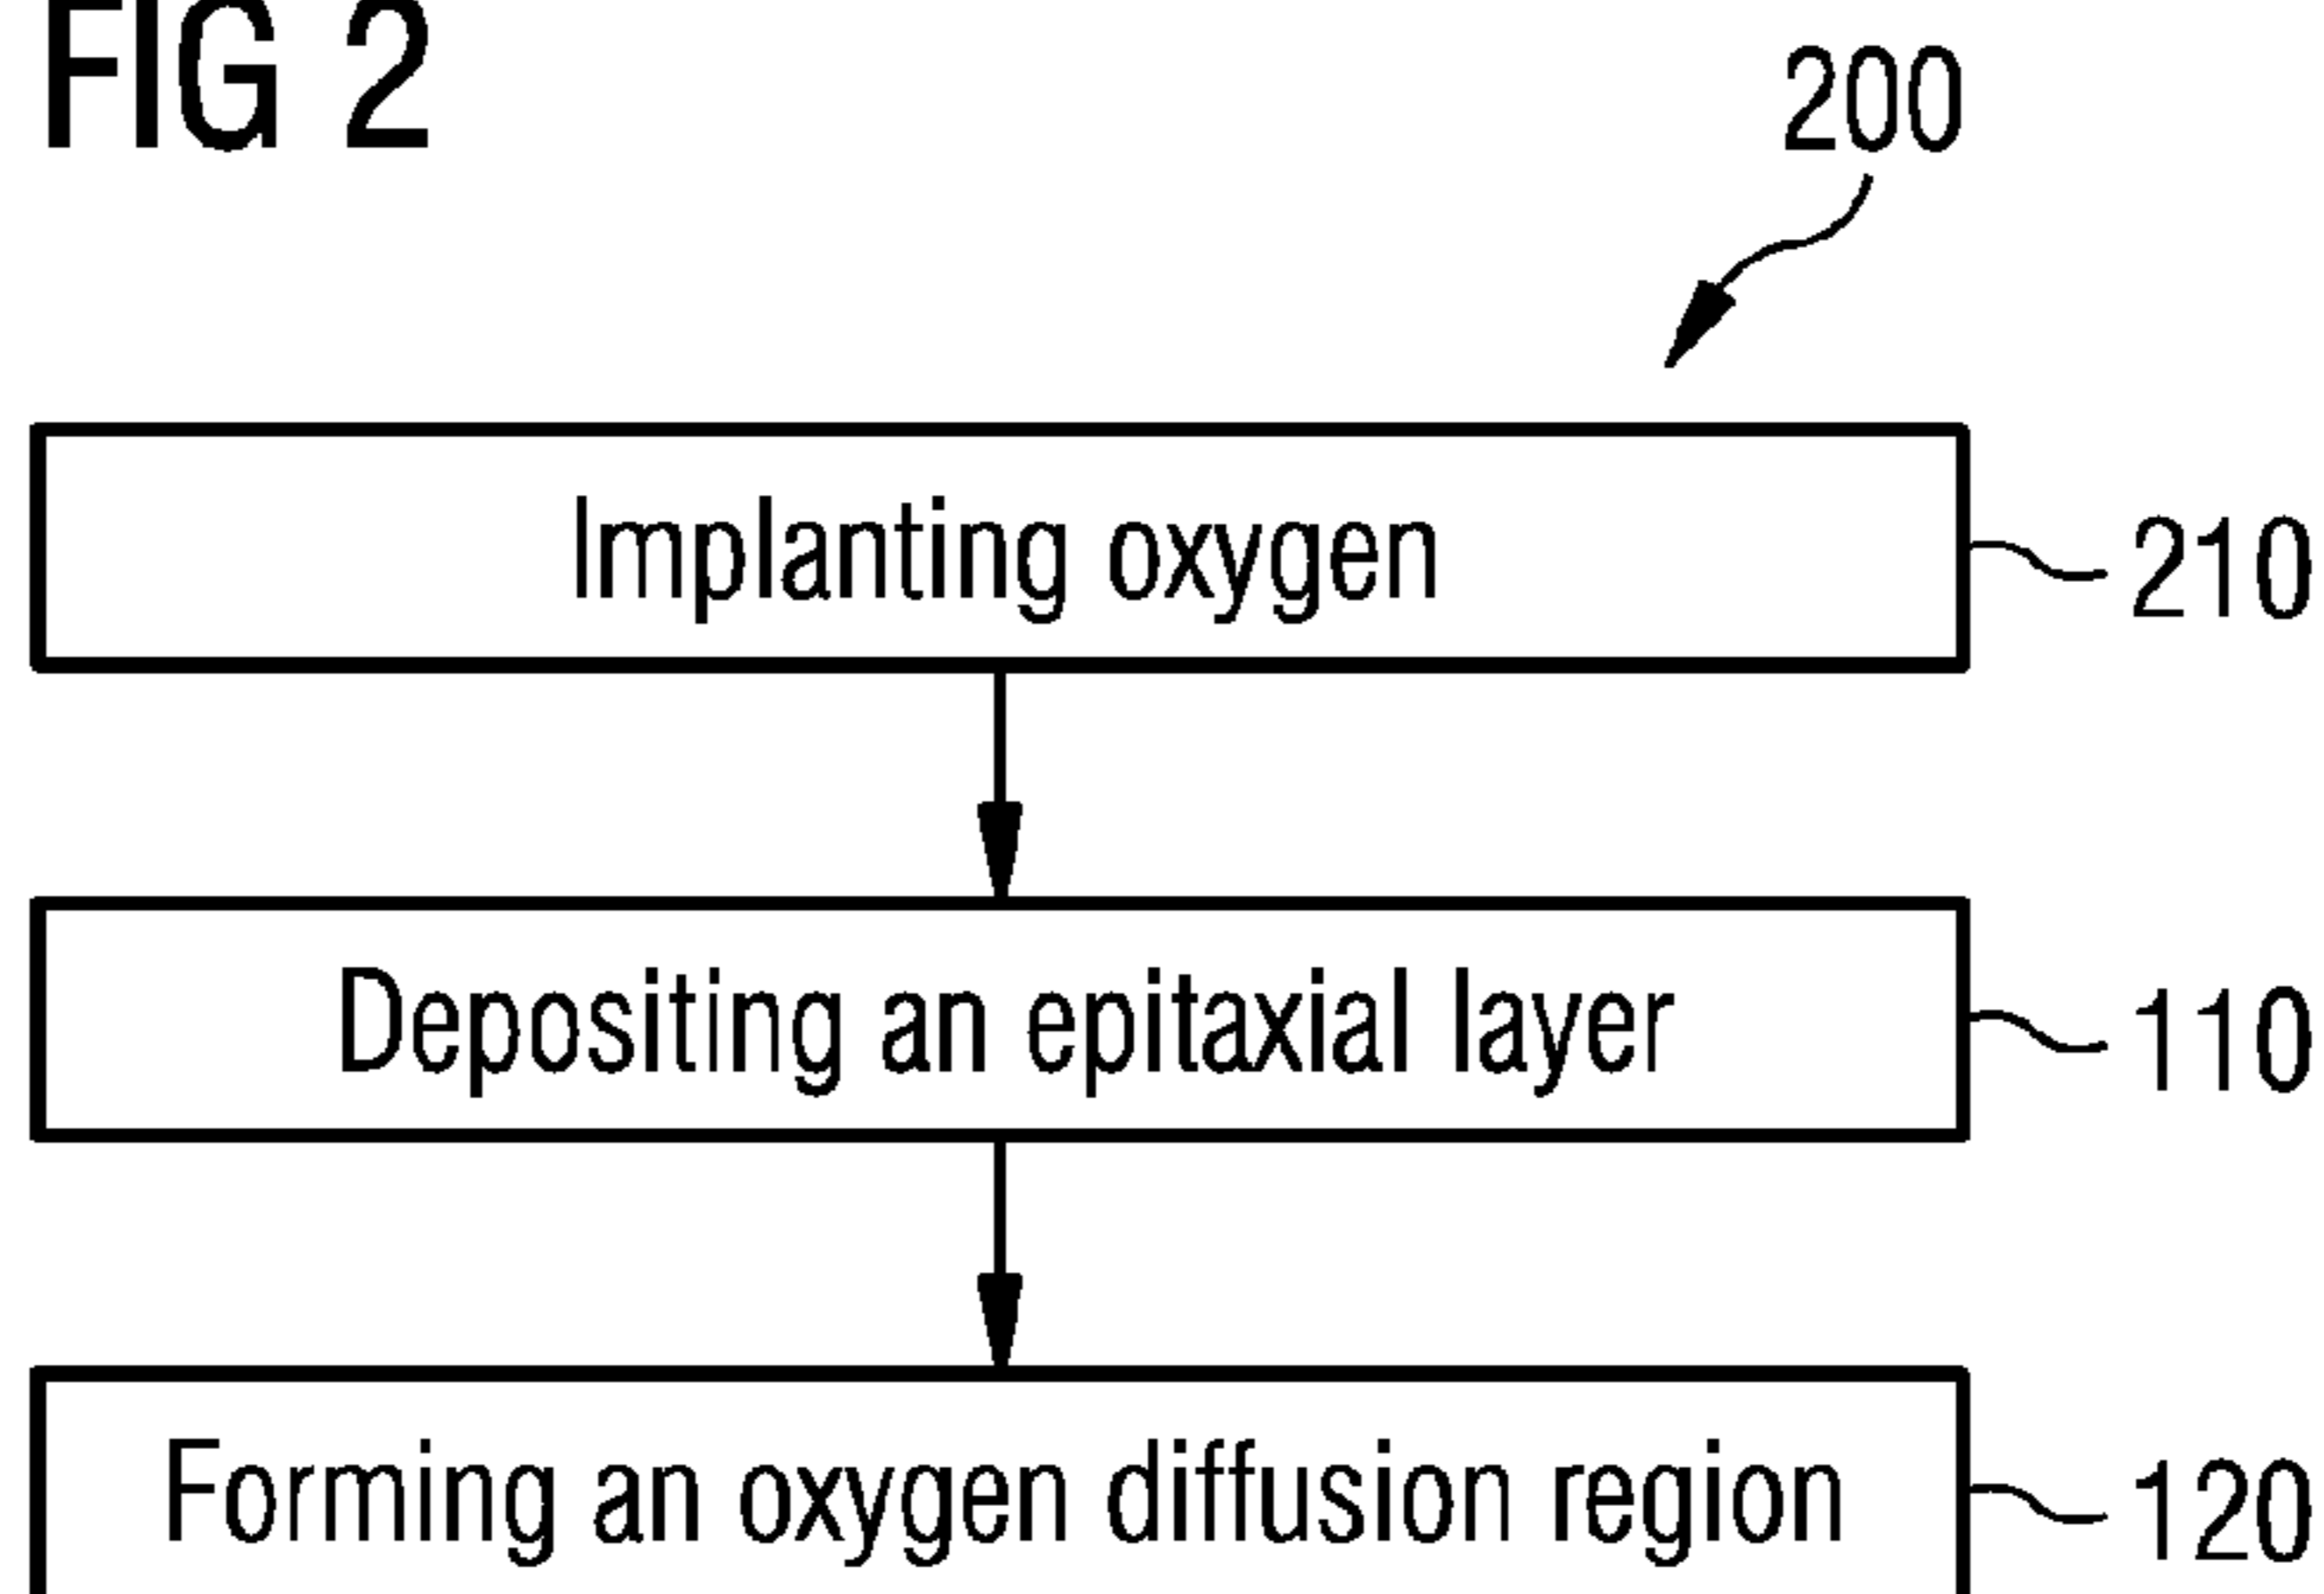 FIG 2
200
Implanting oxygen
210
Depositing an epitaxial layer
110
Forming an oxygen diffusion region
120